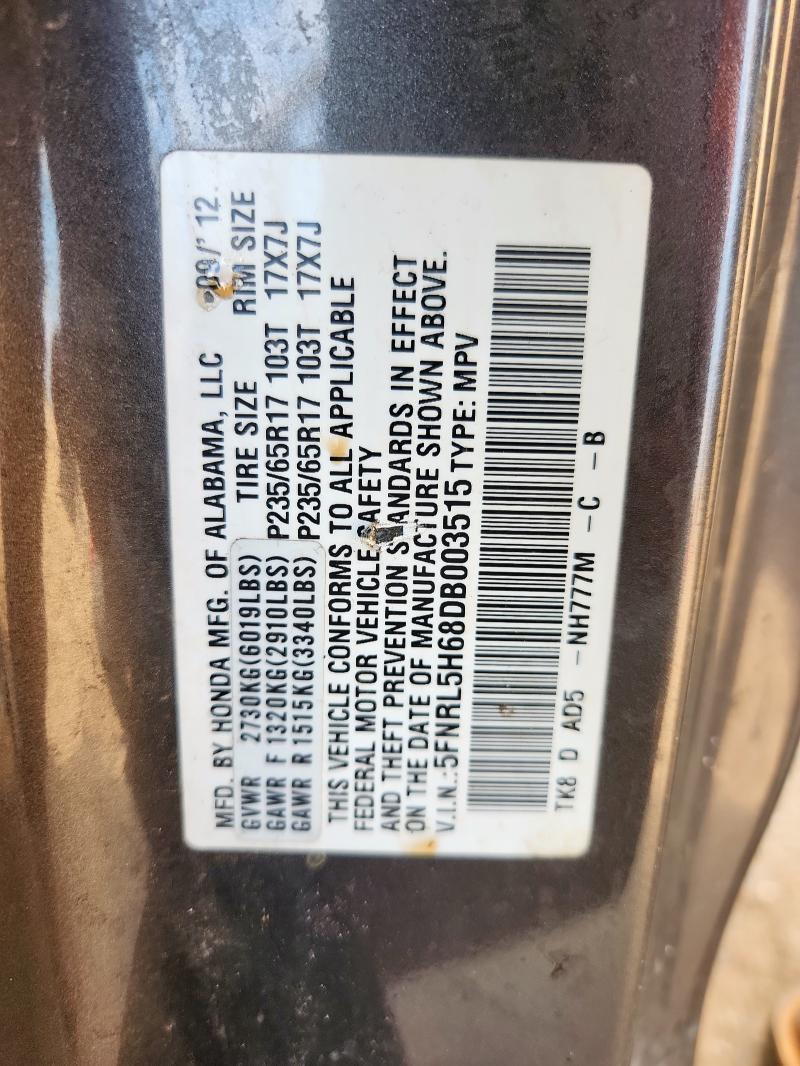 MFD. BY HONDA MFG. OF ALABAMA, LLC 09/'12
GVWR 2730KG(6019LBS) TIRE SIZE RIM SIZE
GAWR F 1320KG(2910LBS) P235/65R17 103T 17X7J
GAWR R 1515KG(3340LBS) P235/65R17 103T 17X7J
THIS VEHICLE CONFORMS TO ALL APPLICABLE
FEDERAL MOTOR VEHICLE SAFETY
AND THEFT PREVENTION STANDARDS IN EFFECT
ON THE DATE OF MANUFACTURE SHOWN ABOVE.
V.I.N.:5FNRL5H68DB003515 TYPE: MPV
TK8 D AD5 -NH777M -C -B